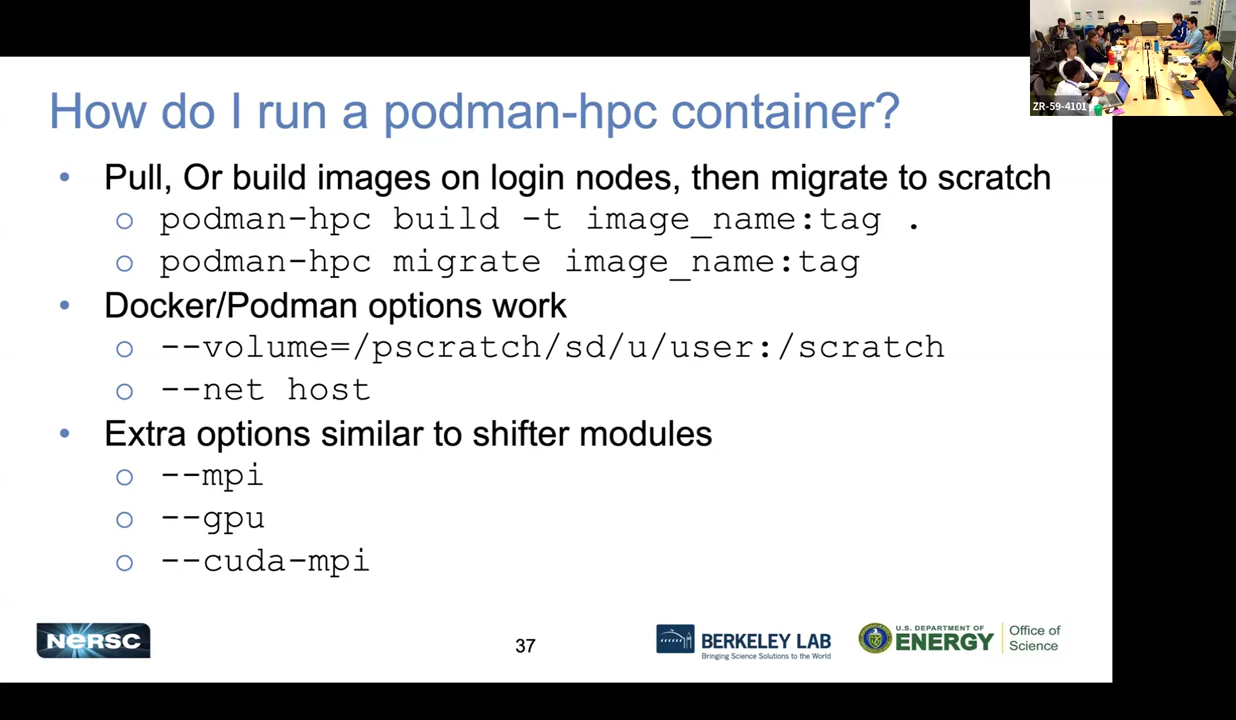 ZR-59-4101
How do I run a podman-hpc container?
• Pull, Or build images on login nodes, then migrate to scratch
○ podman-hpc build -t image_name:tag .
○ podman-hpc migrate image_name:tag
• Docker/Podman options work
○ --volume=/pscratch/sd/u/user:/scratch
○ --net host
• Extra options similar to shifter modules
○ --mpi
○ --gpu
○ --cuda-mpi
NERSC
37
BERKELEY LAB
Bringing Science Solutions to the World
U.S. DEPARTMENT OF
ENERGY
Office of
Science